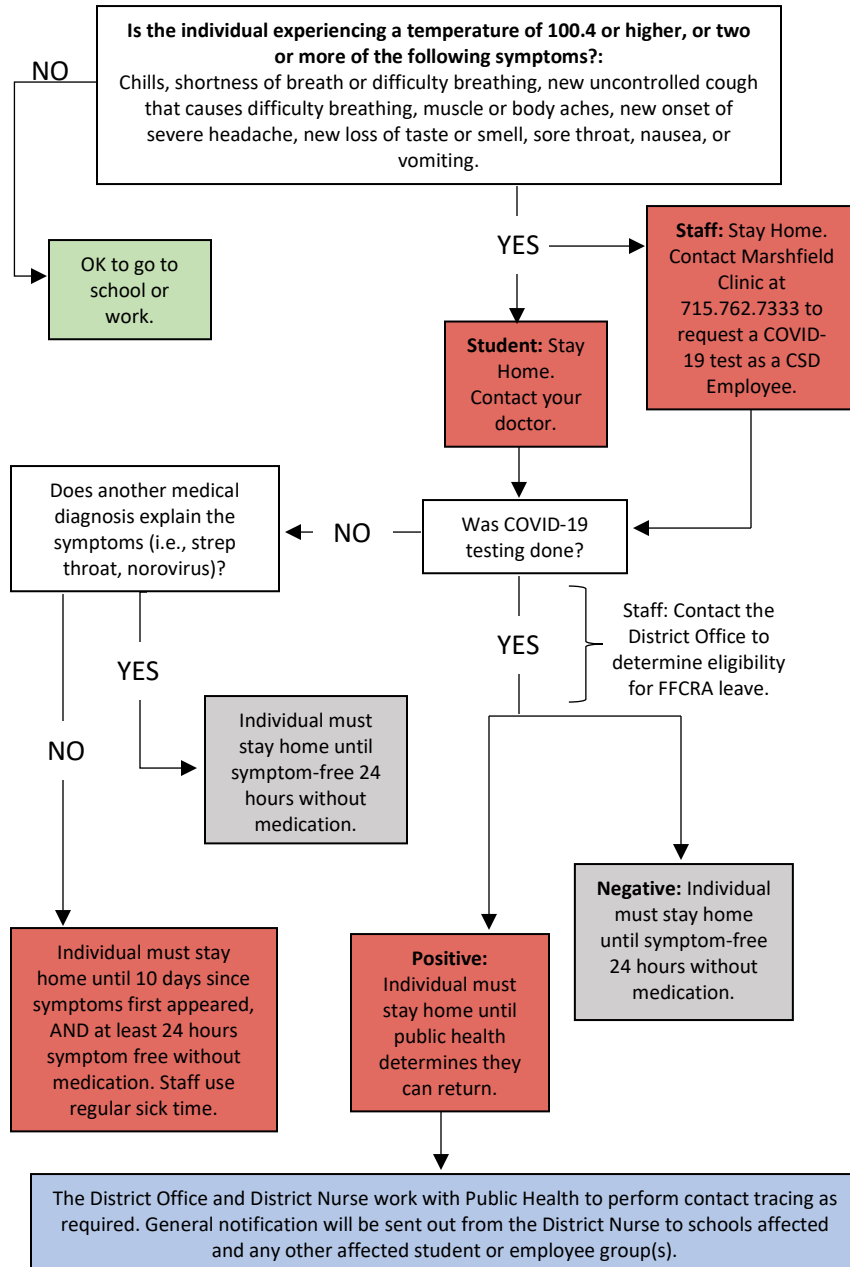 Is the individual experiencing a temperature of 100.4 or higher, or two
or more of the following symptoms?:
Chills, shortness of breath or difficulty breathing, new uncontrolled cough
that causes difficulty breathing, muscle or body aches, new onset of
severe headache, new loss of taste or smell, sore throat, nausea, or
vomiting.
NO
OK to go to
school or
work.
YES
Staff: Stay Home.
Contact Marshfield
Clinic at
715.762.7333 to
request a COVID-
19 test as a CSD
Employee.
Student: Stay
Home.
Contact your
doctor.
Was COVID-19
testing done?
NO
Does another medical
diagnosis explain the
symptoms (i.e., strep
throat, norovirus)?
YES
Staff: Contact the
District Office to
determine eligibility
for FFCRA leave.
YES
Individual must
stay home until
symptom-free 24
hours without
medication.
NO
Individual must stay
home until 10 days since
symptoms first appeared,
AND at least 24 hours
symptom free without
medication. Staff use
regular sick time.
Positive:
Individual must
stay home until
public health
determines they
can return.
Negative: Individual
must stay home
until symptom-free
24 hours without
medication.
The District Office and District Nurse work with Public Health to perform contact tracing as
required. General notification will be sent out from the District Nurse to schools affected
and any other affected student or employee group(s).